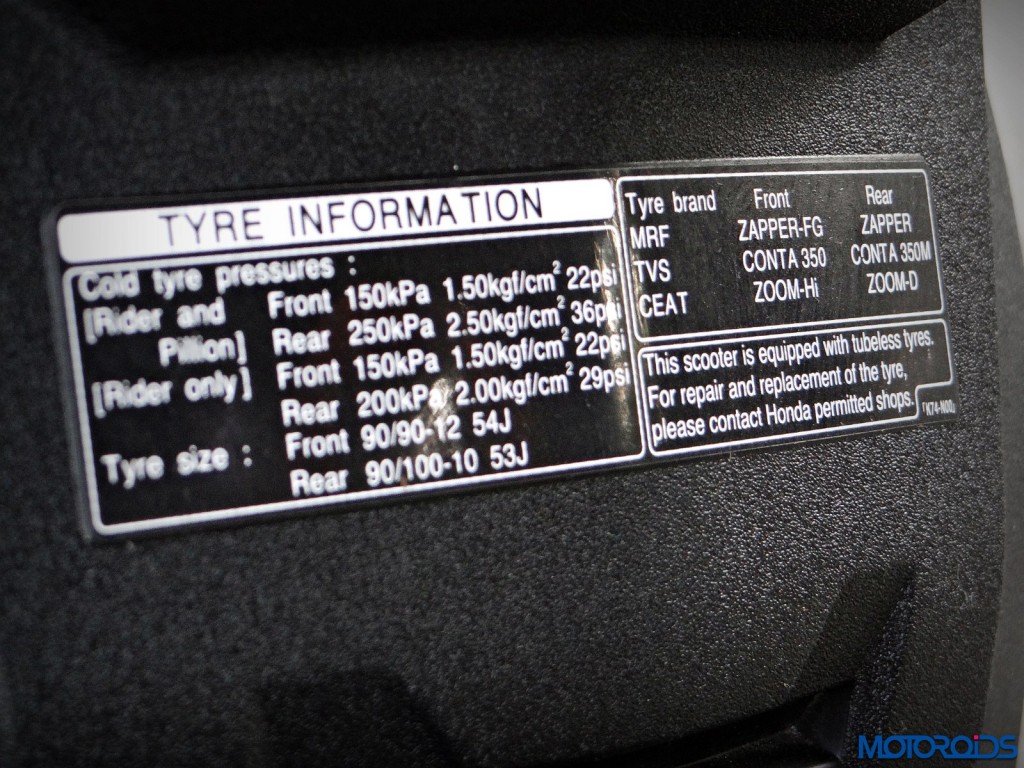 TYRE INFORMATION
Cold tyre pressures :
[Rider and Pillion] Front 150kPa 1.50kgf/cm² 22psi
Rear 250kPa 2.50kgf/cm² 36psi
[Rider only] Front 150kPa 1.50kgf/cm² 22psi
Rear 200kPa 2.00kgf/cm² 29psi
Tyre size : Front 90/90-12 54J
Rear 90/100-10 53J
Tyre brand Front Rear
MRF ZAPPER-FG ZAPPER
TVS CONTA 350 CONTA 350M
CEAT ZOOM-Hi ZOOM-D
This scooter is equipped with tubeless tyres.
For repair and replacement of the tyre,
please contact Honda permitted shops.
MOTOROIDS